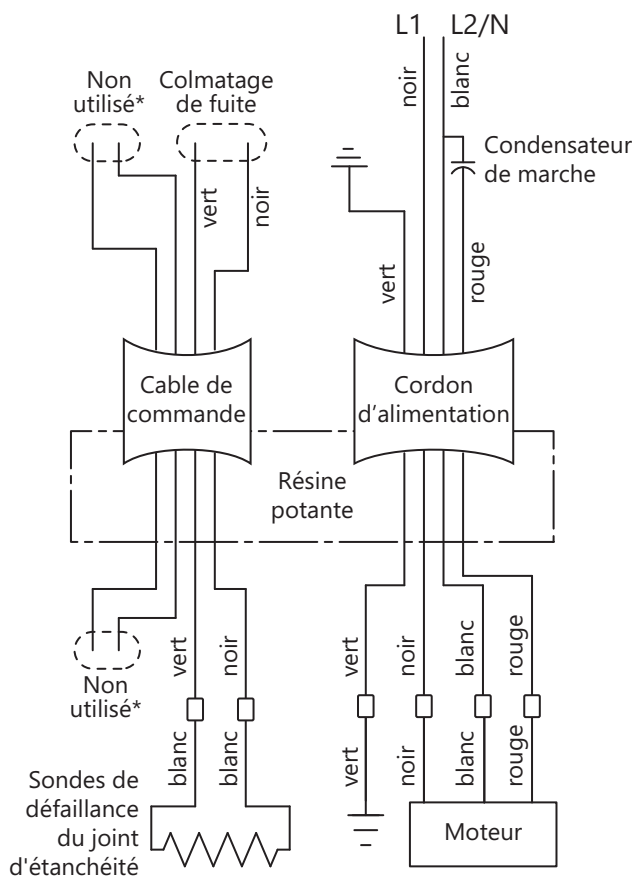 L1 L2/N
Non
utilisé*
Colmatage
de fuite
noir
blanc
Condensateur
de marche
vert
noir
vert
rouge
Cable de
commande
Cordon
d'alimentation
Résine
potante
vert
noir
vert
noir
blanc
rouge
Non
utilisé*
blanc
blanc
vert
noir
blanc
rouge
Sondes de
défaillance
du joint
d'étanchéité
Moteur